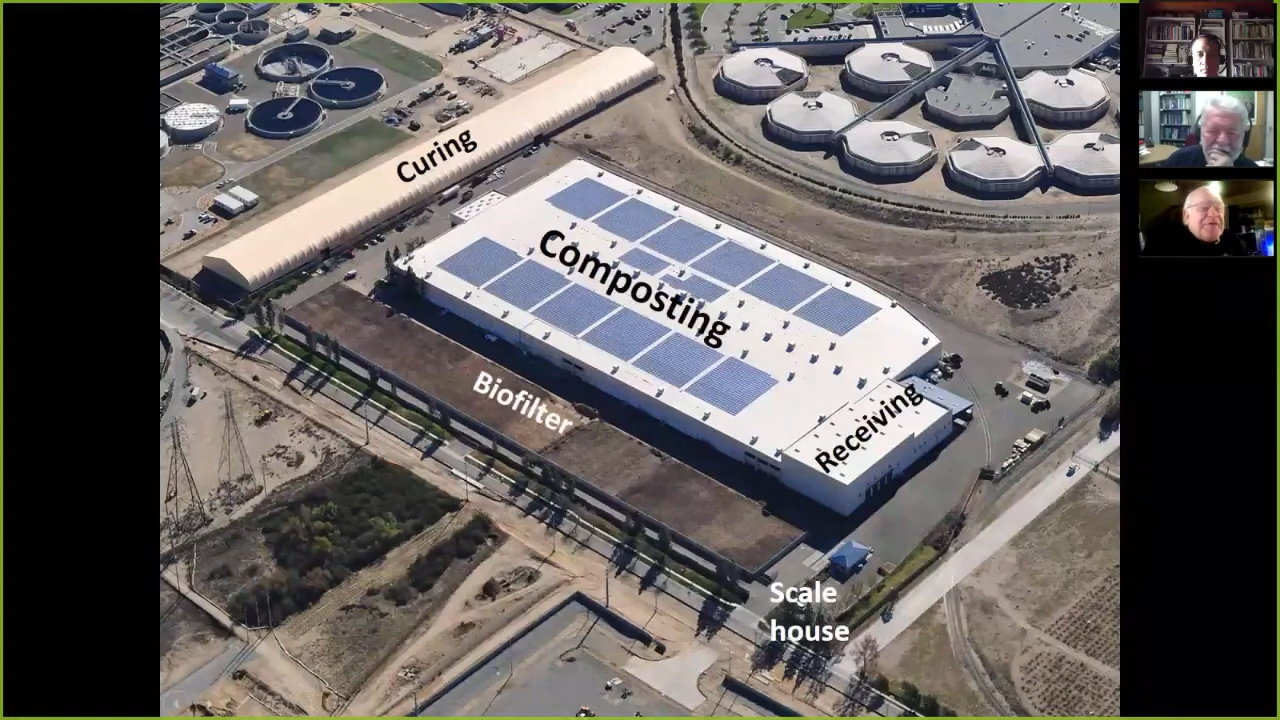 Curing
Composting
Biofilter
Receiving
Scale
house